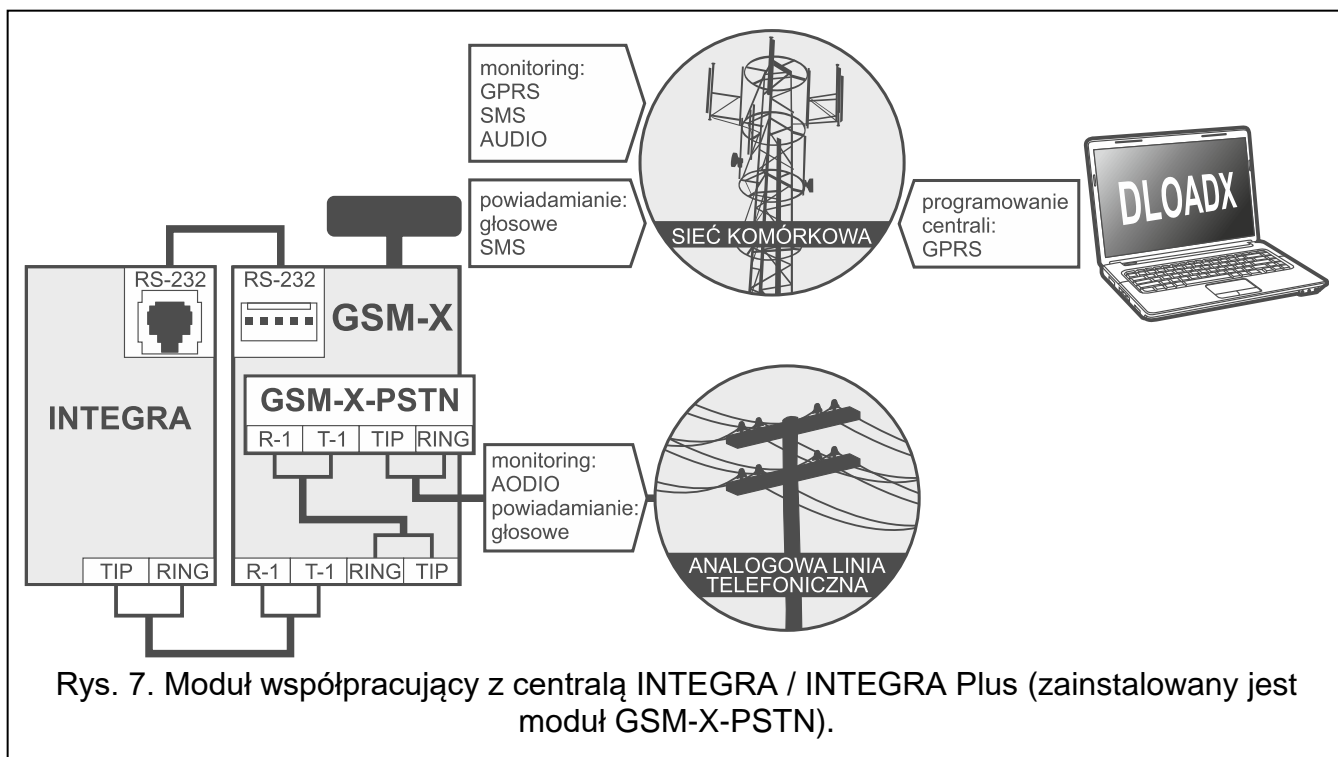 monitoring:
GPRS
SMS
AUDIO
powiadamianie:
głosowe
SMS
SIEĆ KOMÓRKOWA
programowanie
centrali:
GPRS
DLOADX
RS-232
RS-232
GSM-X
INTEGRA
GSM-X-PSTN
R-1 T-1 TIP RING
monitoring:
AODIO
powiadamianie:
głosowe
ANALOGOWA LINIA
TELEFONICZNA
TIP RING
R-1 T-1 RING TIP
Rys. 7. Moduł współpracujący z centralą INTEGRA / INTEGRA Plus (zainstalowany jest
moduł GSM-X-PSTN).